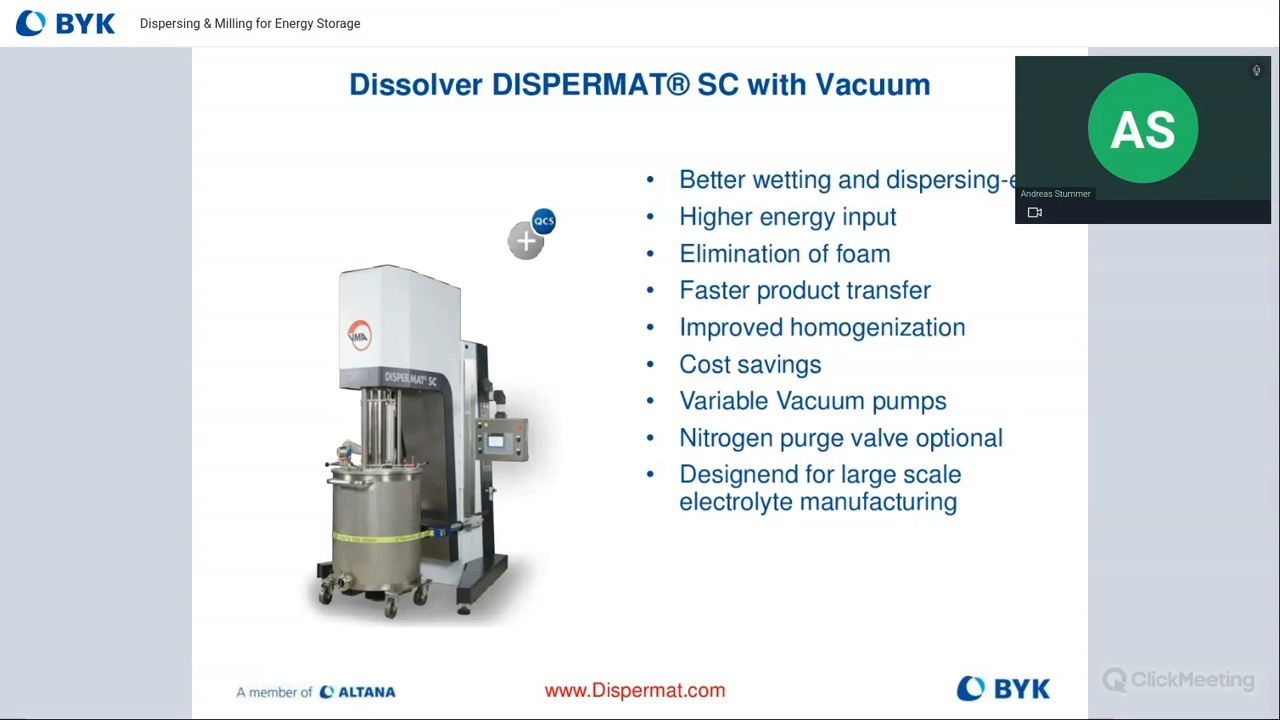 BYK
Dispersing & Milling for Energy Storage
Dissolver DISPERMAT® SC with Vacuum
AS
Andreas Stummer
• Better wetting and dispersing-
• Higher energy input
• Elimination of foam
• Faster product transfer
• Improved homogenization
• Cost savings
• Variable Vacuum pumps
• Nitrogen purge valve optional
• Designend for large scale
electrolyte manufacturing
QCS
VMA
DISPERMAT® SC
A member of ALTANA
www.Dispermat.com
BYK
ClickMeeting